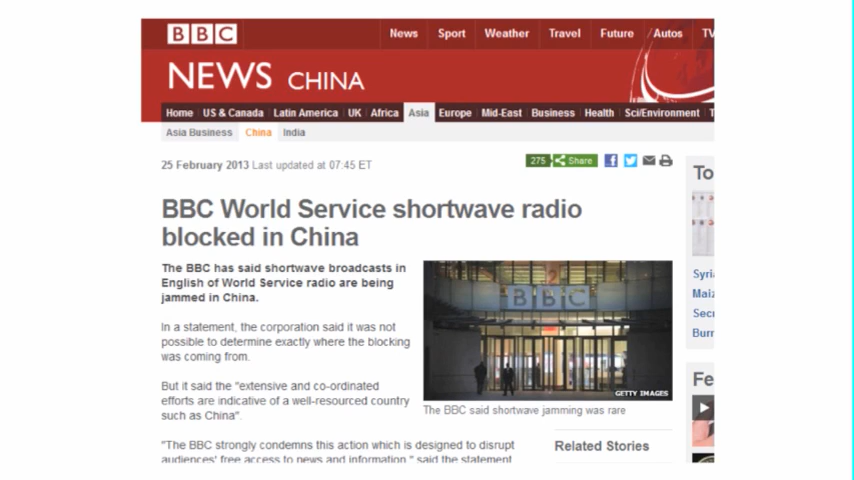 BBC
News Sport Weather Travel Future Autos TV
NEWS CHINA
Home US & Canada Latin America UK Africa Asia Europe Mid-East Business Health Sci/Environment T
Asia Business China India
25 February 2013 Last updated at 07:45 ET
275 Share
BBC World Service shortwave radio
blocked in China
The BBC has said shortwave broadcasts in
English of World Service radio are being
jammed in China.
In a statement, the corporation said it was not
possible to determine exactly where the blocking
was coming from.
But it said the "extensive and co-ordinated
efforts are indicative of a well-resourced country
such as China".
"The BBC strongly condemns this action which is designed to disrupt
audiences' free access to news and information," said the statement
BBC
GETTY IMAGES
The BBC said shortwave jamming was rare
Related Stories
To
Syri
Maiz
Secr
Burn
Fe